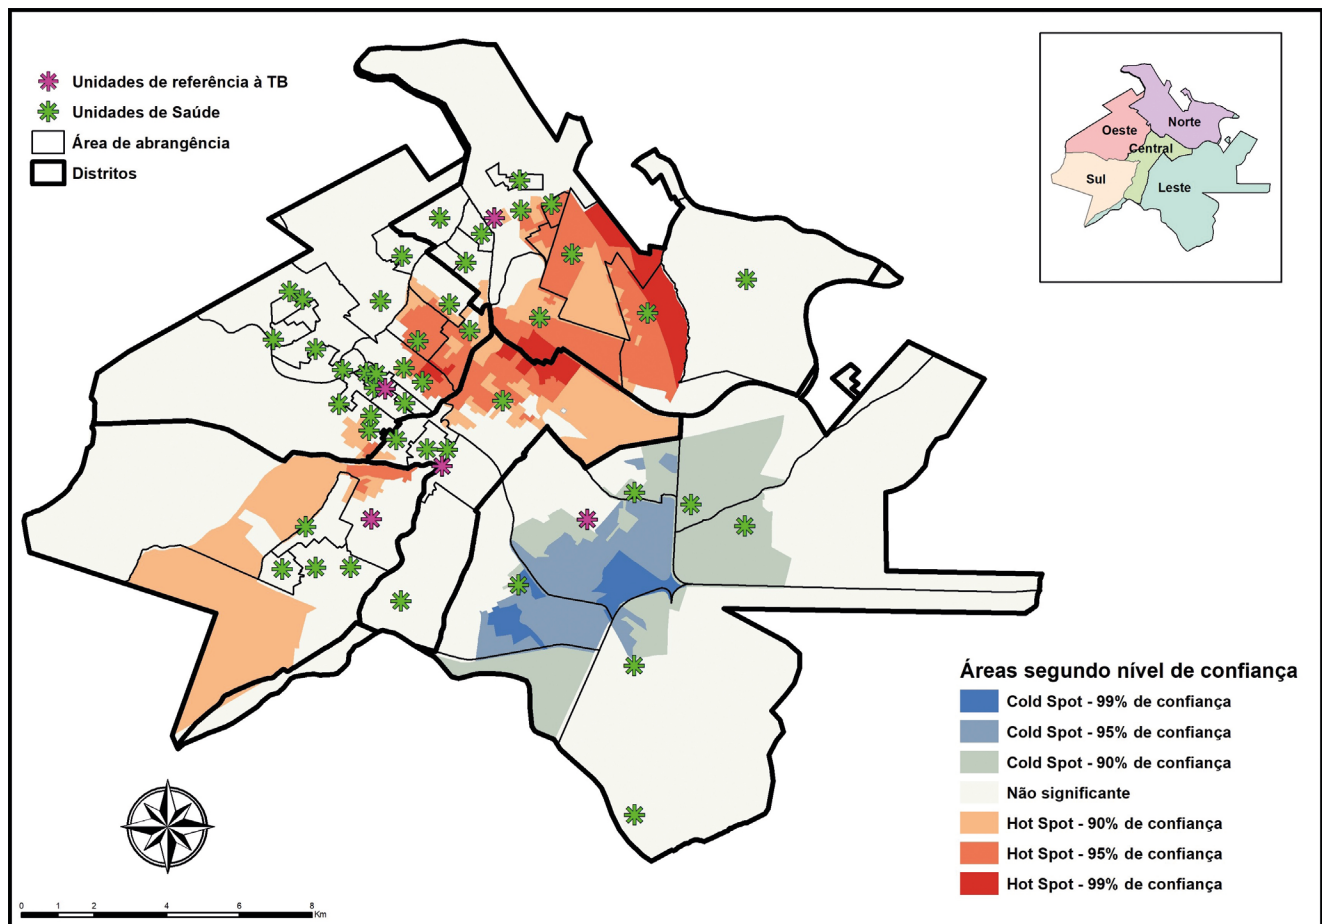 Unidades de referência à TB
Unidades de Saúde
Área de abrangência
Distritos
Norte
Oeste
Central
Sul
Leste
Áreas segundo nível de confiança
Cold Spot - 99% de confiança
Cold Spot - 95% de confiança
Cold Spot - 90% de confiança
Não significante
Hot Spot - 90% de confiança
Hot Spot - 95% de confiança
Hot Spot - 99% de confiança
0 1 2 4 6 8
Km